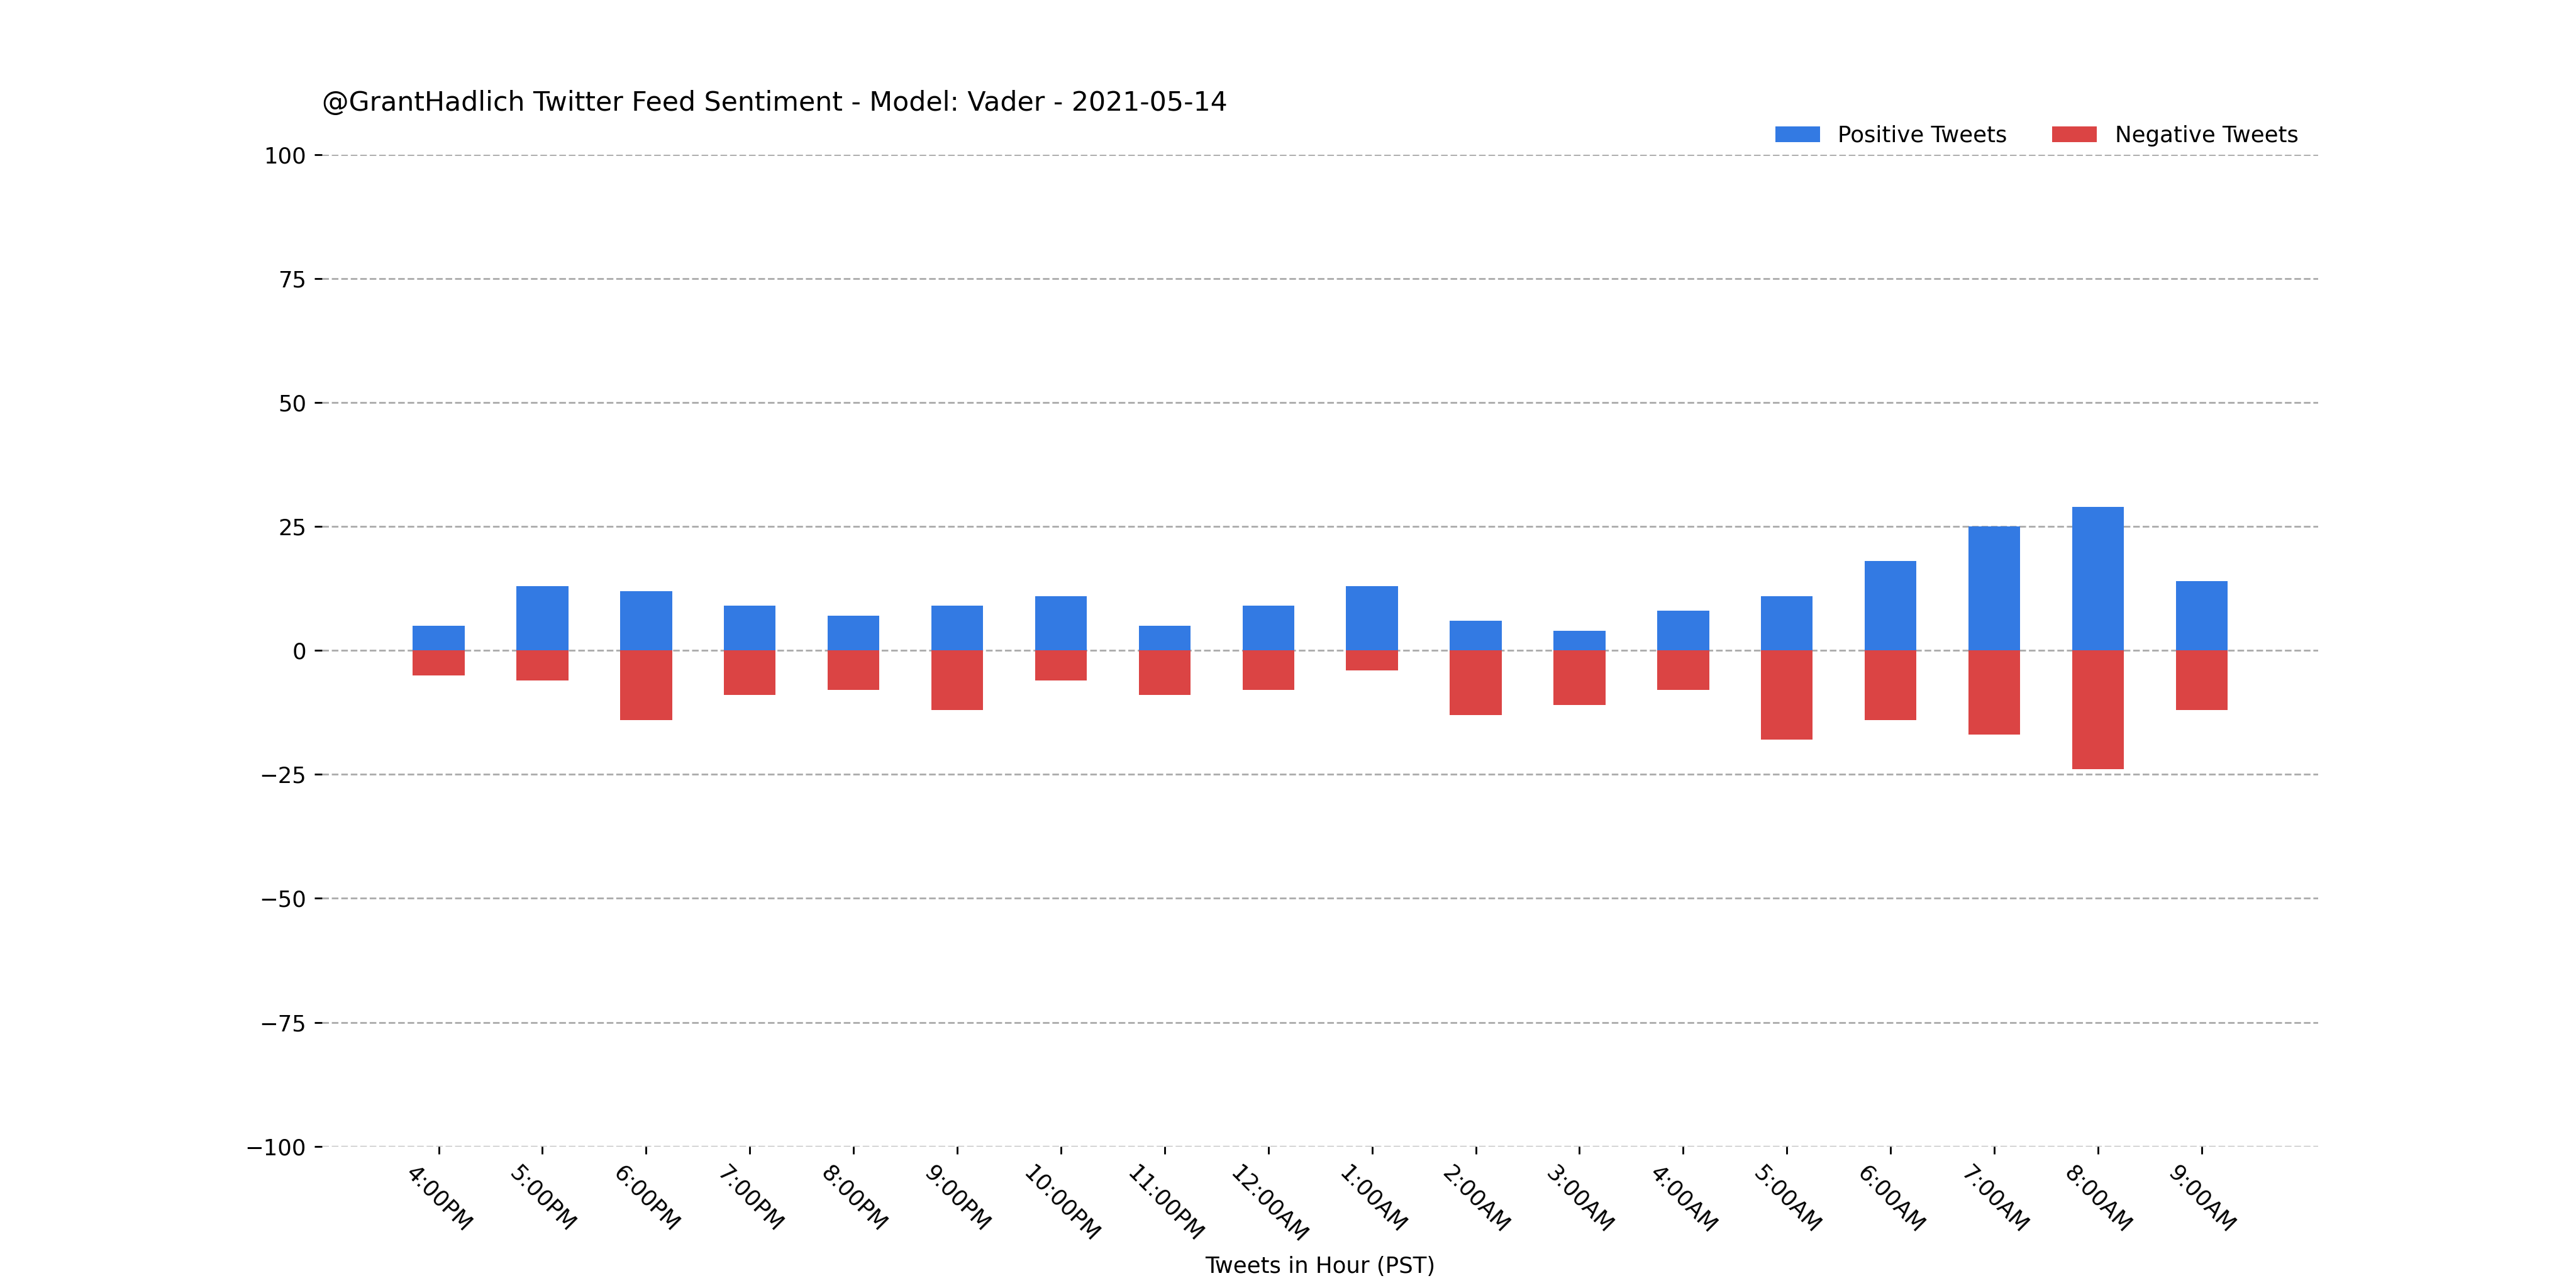 @GrantHadlich Twitter Feed Sentiment - Model: Vader - 2021-05-14
Positive Tweets
Negative Tweets
100
75
50
25
0
−25
−50
−75
−100
4:00PM
5:00PM
6:00PM
7:00PM
8:00PM
9:00PM
10:00PM
11:00PM
12:00AM
1:00AM
2:00AM
3:00AM
4:00AM
5:00AM
6:00AM
7:00AM
8:00AM
9:00AM
Tweets in Hour (PST)